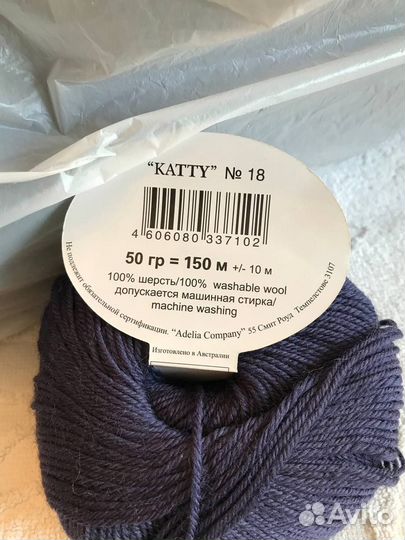 “KATTY” № 18
4 606080 337102
50 гр = 150 м +/- 10 м
100% шерсть/100% washable wool
допускается машинная стирка/
machine washing
Не подлежит обязательной сертификации. “Adelia Company” 55 Смит Роуд Темплстове 3107
Изготовлено в Австралии
Avito